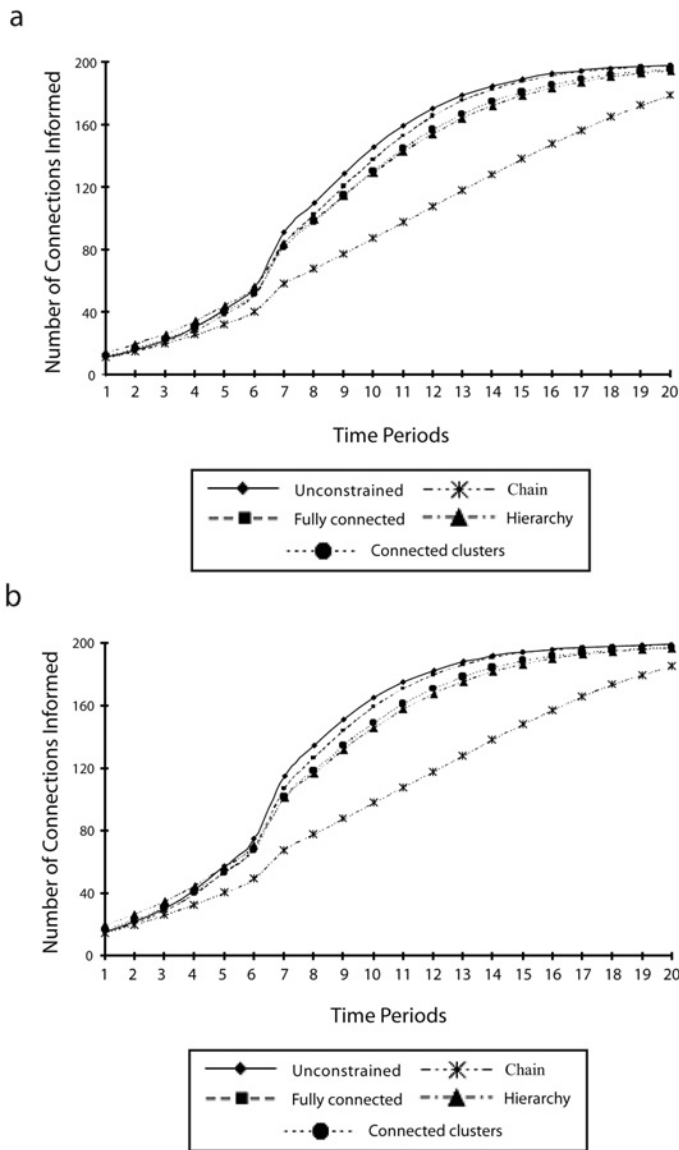 a
Number of Connections Informed
200
160
120
80
40
0
1 2 3 4 5 6 7 8 9 10 11 12 13 14 15 16 17 18 19 20
Time Periods
Unconstrained Chain
Fully connected Hierarchy
Connected clusters
b
Number of Connections Informed
200
160
120
80
40
0
1 2 3 4 5 6 7 8 9 10 11 12 13 14 15 16 17 18 19 20
Time Periods
Unconstrained Chain
Fully connected Hierarchy
Connected clusters